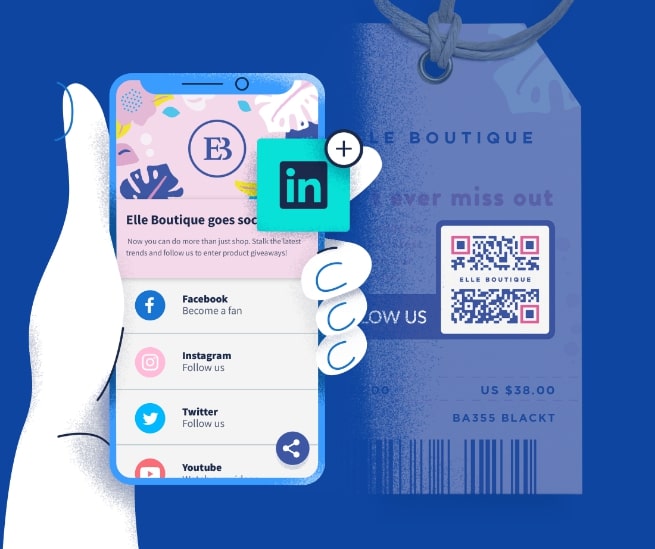 EB
Elle Boutique goes soc
Now you can do more than just shop. Stalk the latest
trends and follow us to enter product giveaways!
Facebook
Become a fan
Instagram
Follow us
Twitter
Follow us
Youtube
in
LE BOUTIQUE
ever miss out
ELLE BOUTIQUE
LOW US
US $38.00
BA355 BLACKT